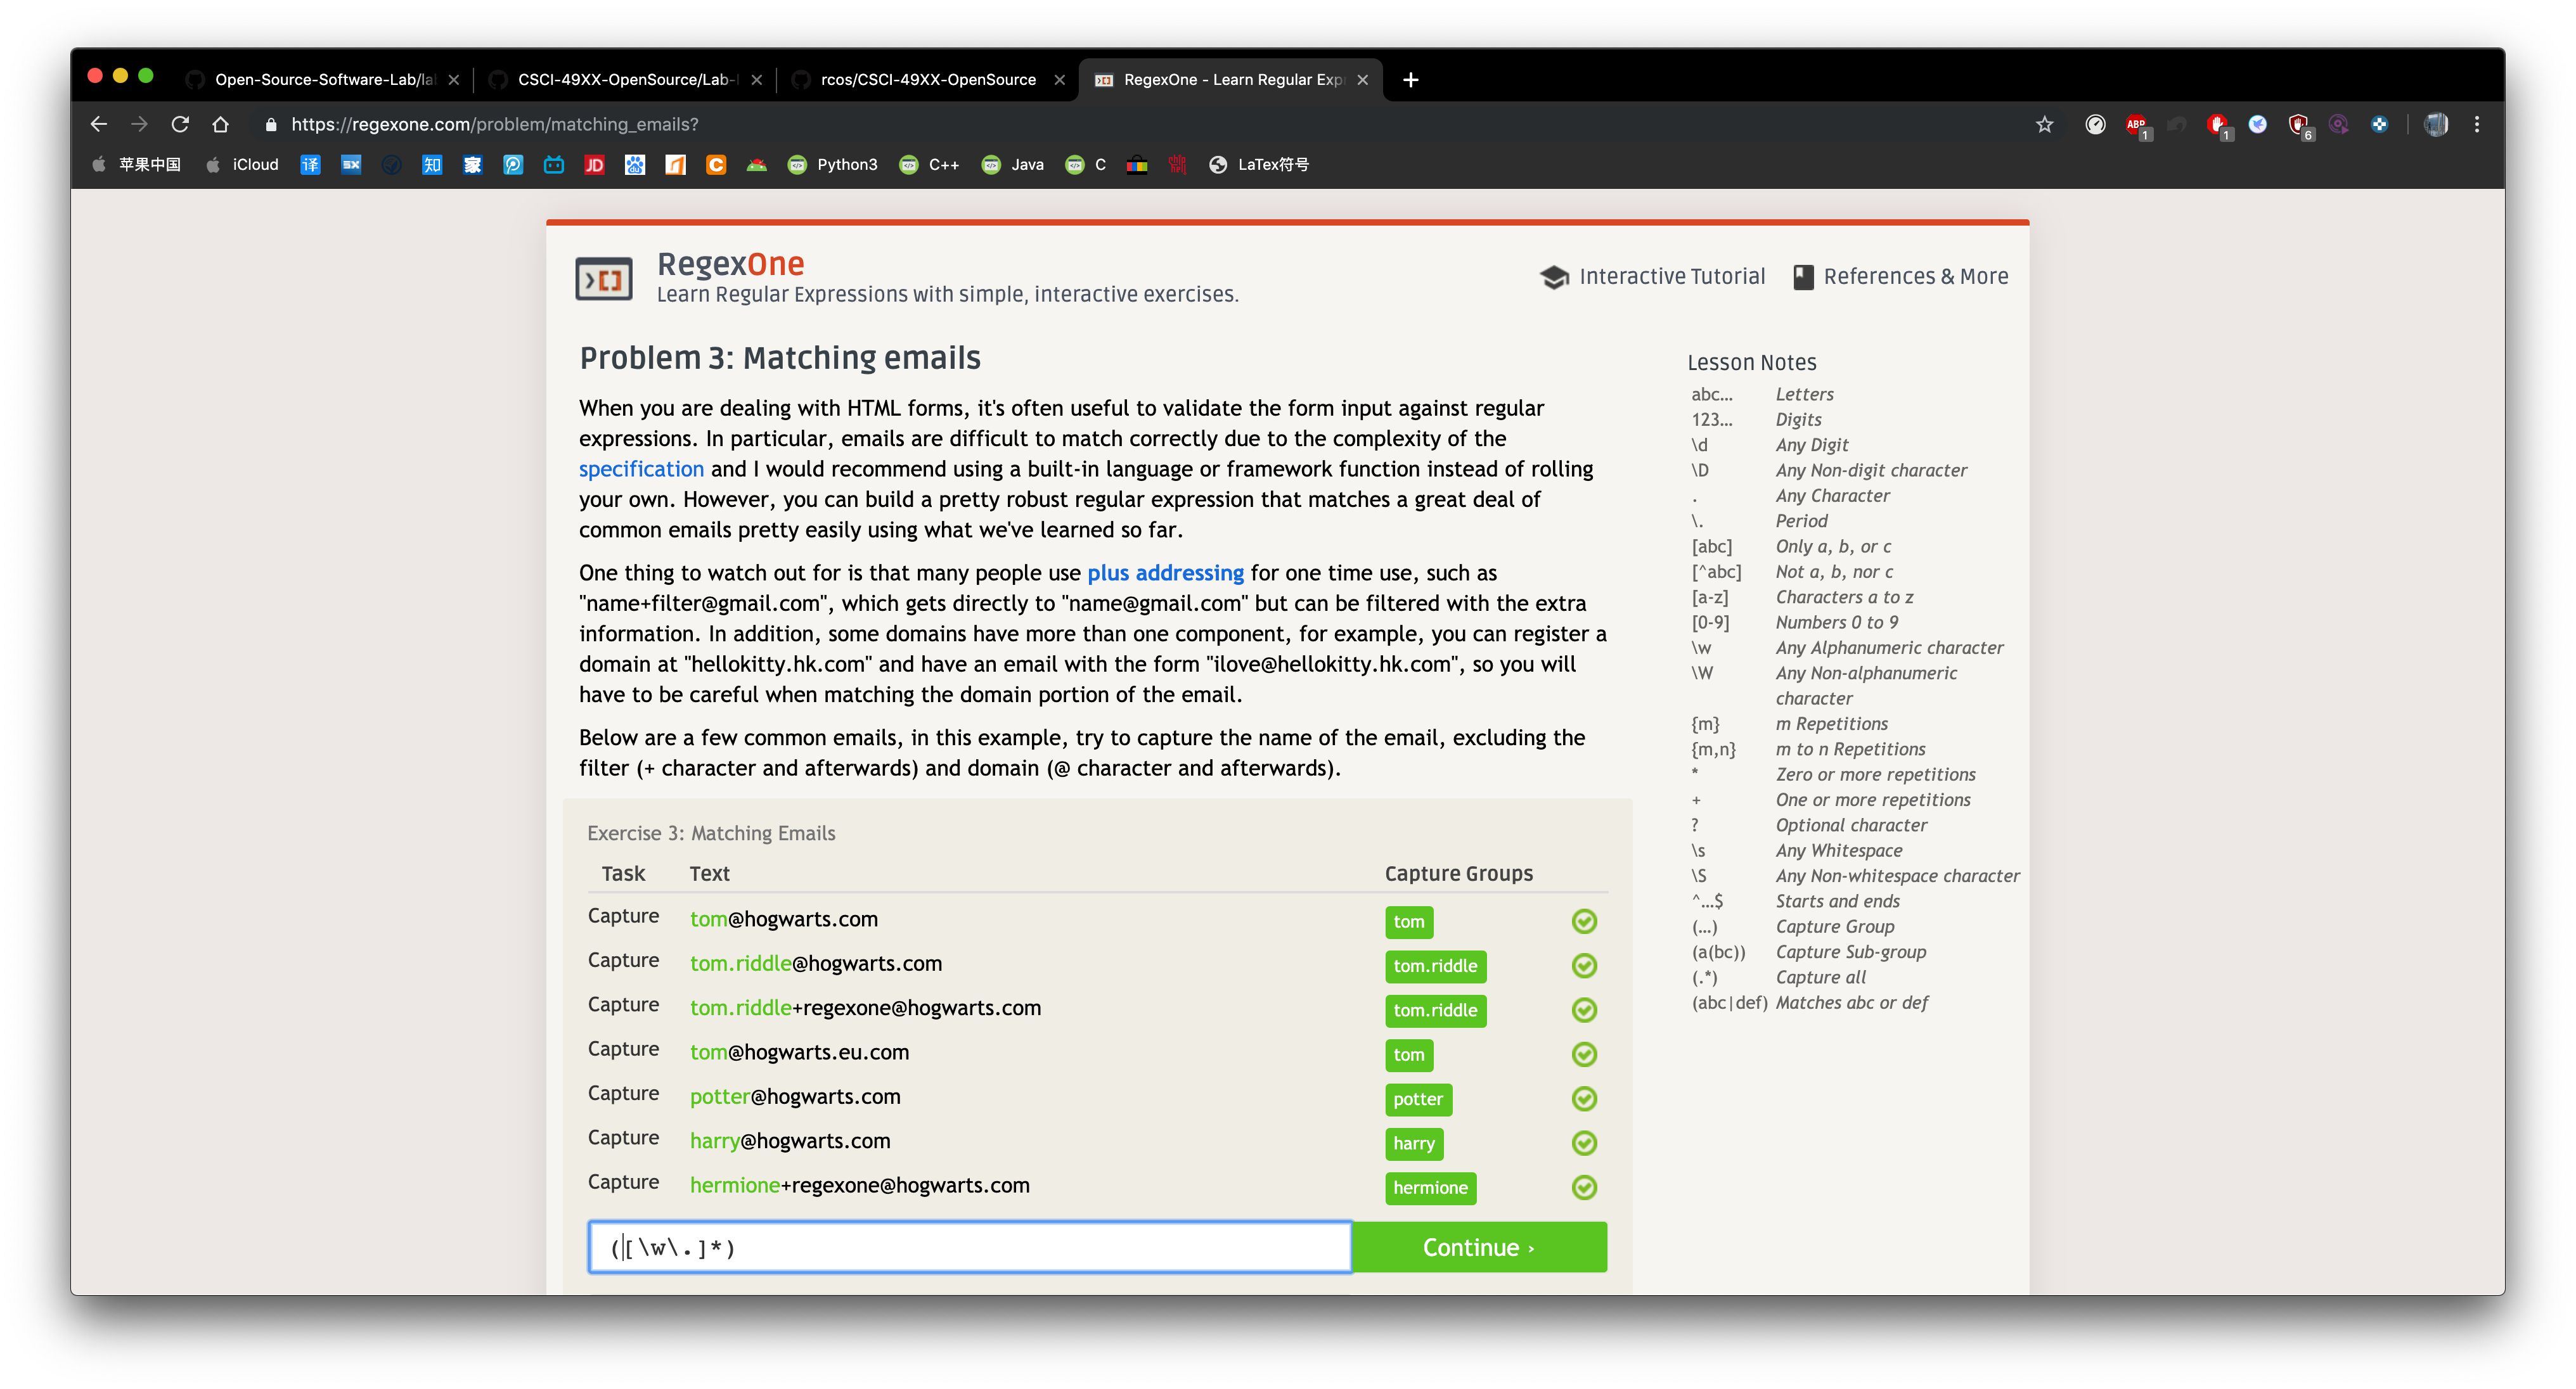 Open-Source-Software-Lab/la
CSCI-49XX-OpenSource/Lab-
rcos/CSCI-49XX-OpenSource
RegexOne - Learn Regular Exp
https://regexone.com/problem/matching_emails?
ABP 1 1 6
苹果中国 iCloud 译 sx 知 家 JD du C Python3 C++ Java C LaTex符号
RegexOne
Learn Regular Expressions with simple, interactive exercises.
Interactive Tutorial References & More
Problem 3: Matching emails
When you are dealing with HTML forms, it's often useful to validate the form input against regular
expressions. In particular, emails are difficult to match correctly due to the complexity of the
specification and I would recommend using a built-in language or framework function instead of rolling
your own. However, you can build a pretty robust regular expression that matches a great deal of
common emails pretty easily using what we've learned so far.
One thing to watch out for is that many people use plus addressing for one time use, such as
"name+filter@gmail.com", which gets directly to "name@gmail.com" but can be filtered with the extra
information. In addition, some domains have more than one component, for example, you can register a
domain at "hellokitty.hk.com" and have an email with the form "ilove@hellokitty.hk.com", so you will
have to be careful when matching the domain portion of the email.
Below are a few common emails, in this example, try to capture the name of the email, excluding the
filter (+ character and afterwards) and domain (@ character and afterwards).
Exercise 3: Matching Emails
Task Text Capture Groups
Capture tom@hogwarts.com tom
Capture tom.riddle@hogwarts.com tom.riddle
Capture tom.riddle+regexone@hogwarts.com tom.riddle
Capture tom@hogwarts.eu.com tom
Capture potter@hogwarts.com potter
Capture harry@hogwarts.com harry
Capture hermione+regexone@hogwarts.com hermione
([\w\.]*) Continue ›
Lesson Notes
abc… Letters
123… Digits
\d Any Digit
\D Any Non-digit character
. Any Character
\. Period
[abc] Only a, b, or c
[^abc] Not a, b, nor c
[a-z] Characters a to z
[0-9] Numbers 0 to 9
\w Any Alphanumeric character
\W Any Non-alphanumeric
character
{m} m Repetitions
{m,n} m to n Repetitions
* Zero or more repetitions
+ One or more repetitions
? Optional character
\s Any Whitespace
\S Any Non-whitespace character
^…$ Starts and ends
(…) Capture Group
(a(bc)) Capture Sub-group
(.*) Capture all
(abc|def) Matches abc or def